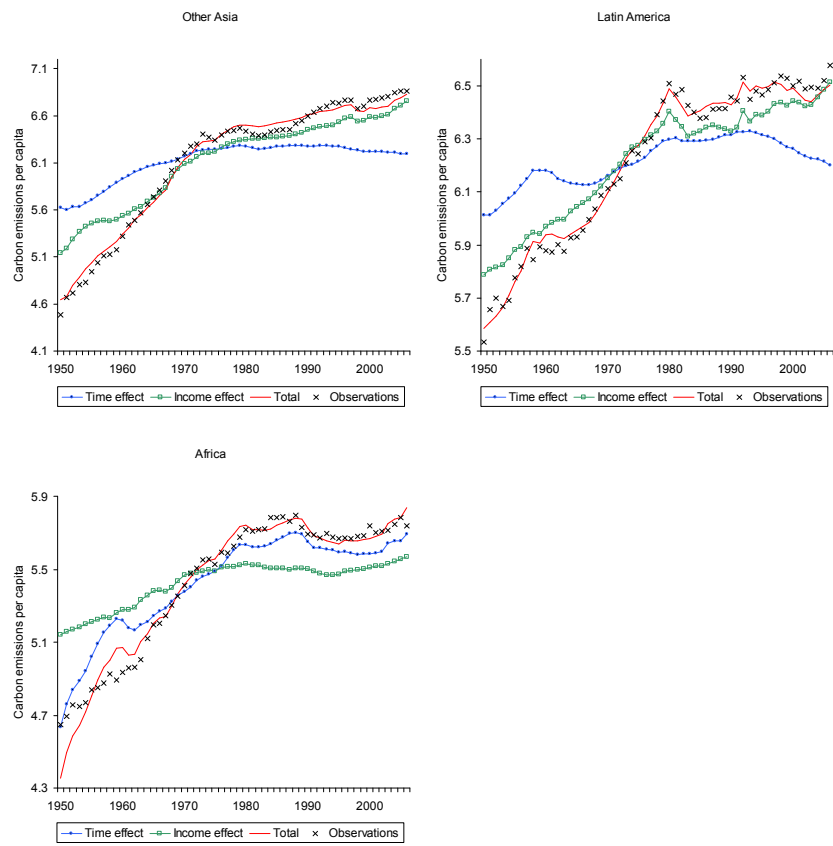 Other Asia
Carbon emissions per capita
7.1
6.6
6.1
5.6
5.1
4.6
4.1
1950 1960 1970 1980 1990 2000
Time effect Income effect Total Observations
Latin America
Carbon emissions per capita
6.5
6.3
6.1
5.9
5.7
5.5
1950 1960 1970 1980 1990 2000
Time effect Income effect Total Observations
Africa
Carbon emissions per capita
5.9
5.5
5.1
4.7
4.3
1950 1960 1970 1980 1990 2000
Time effect Income effect Total Observations